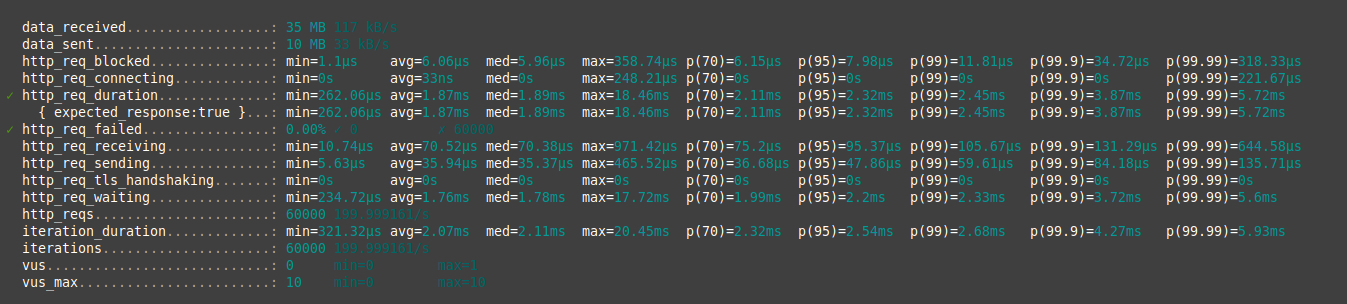 data_received..................: 35 MB 117 kB/s
data_sent......................: 10 MB 33 kB/s
http_req_blocked...............: min=1.1µs avg=6.06µs med=5.96µs max=358.74µs p(70)=6.15µs p(95)=7.98µs p(99)=11.81µs p(99.9)=34.72µs p(99.99)=318.33µs
http_req_connecting............: min=0s avg=33ns med=0s max=248.21µs p(70)=0s p(95)=0s p(99)=0s p(99.9)=0s p(99.99)=221.67µs
✓ http_req_duration..............: min=262.06µs avg=1.87ms med=1.89ms max=18.46ms p(70)=2.11ms p(95)=2.32ms p(99)=2.45ms p(99.9)=3.87ms p(99.99)=5.72ms
{ expected_response:true }...: min=262.06µs avg=1.87ms med=1.89ms max=18.46ms p(70)=2.11ms p(95)=2.32ms p(99)=2.45ms p(99.9)=3.87ms p(99.99)=5.72ms
✓ http_req_failed................: 0.00% ✓ 0 ✗ 60000
http_req_receiving.............: min=10.74µs avg=70.52µs med=70.38µs max=971.42µs p(70)=75.2µs p(95)=95.37µs p(99)=105.67µs p(99.9)=131.29µs p(99.99)=644.58µs
http_req_sending...............: min=5.63µs avg=35.94µs med=35.37µs max=465.52µs p(70)=36.68µs p(95)=47.86µs p(99)=59.61µs p(99.9)=84.18µs p(99.99)=135.71µs
http_req_tls_handshaking.......: min=0s avg=0s med=0s max=0s p(70)=0s p(95)=0s p(99)=0s p(99.9)=0s p(99.99)=0s
http_req_waiting...............: min=234.72µs avg=1.76ms med=1.78ms max=17.72ms p(70)=1.99ms p(95)=2.2ms p(99)=2.33ms p(99.9)=3.72ms p(99.99)=5.6ms
http_reqs......................: 60000 199.999161/s
iteration_duration.............: min=321.32µs avg=2.07ms med=2.11ms max=20.45ms p(70)=2.32ms p(95)=2.54ms p(99)=2.68ms p(99.9)=4.27ms p(99.99)=5.93ms
iterations.....................: 60000 199.999161/s
vus............................: 0 min=0 max=1
vus_max........................: 10 min=0 max=10